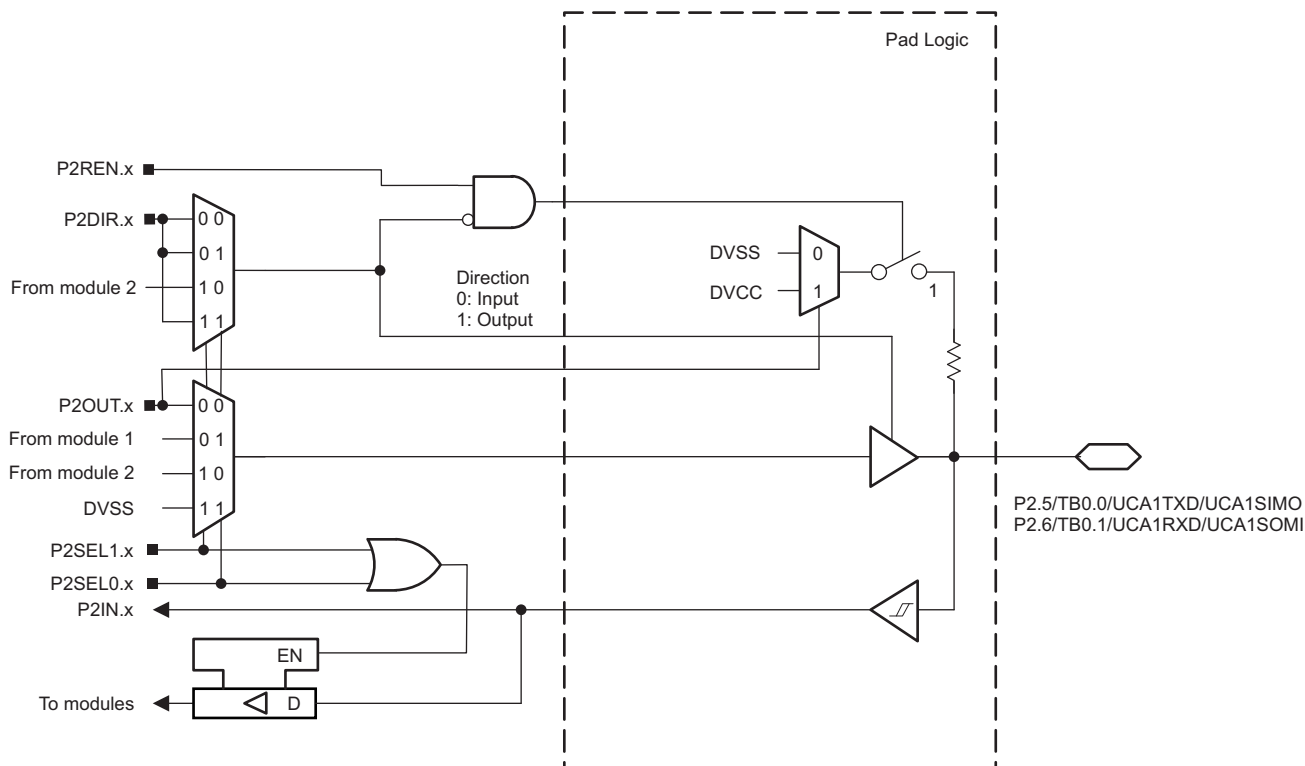 Pad Logic
P2REN.x
P2DIR.x
0 0
0 1
From module 2
1 0
1 1
Direction
0: Input
1: Output
DVSS
0
DVCC
1
1
P2OUT.x
0 0
From module 1
0 1
From module 2
1 0
DVSS
1 1
P2.5/TB0.0/UCA1TXD/UCA1SIMO
P2.6/TB0.1/UCA1RXD/UCA1SOMI
P2SEL1.x
P2SEL0.x
P2IN.x
EN
To modules
D